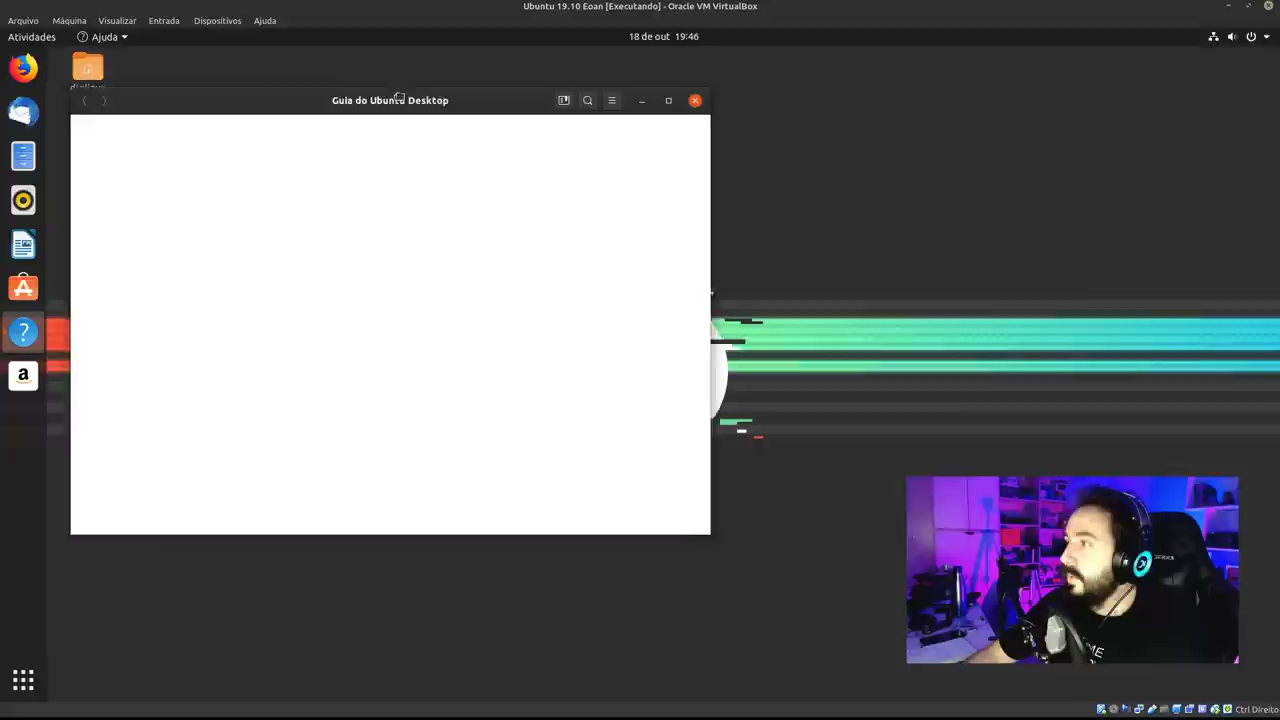 Ubuntu 19.10 Eoan [Executando] - Oracle VM VirtualBox
Arquivo Máquina Visualizar Entrada Dispositivos Ajuda
Atividades Ajuda 18 de out 19:46
Guia do Ubuntu Desktop
a
ME
Ctrl Direito